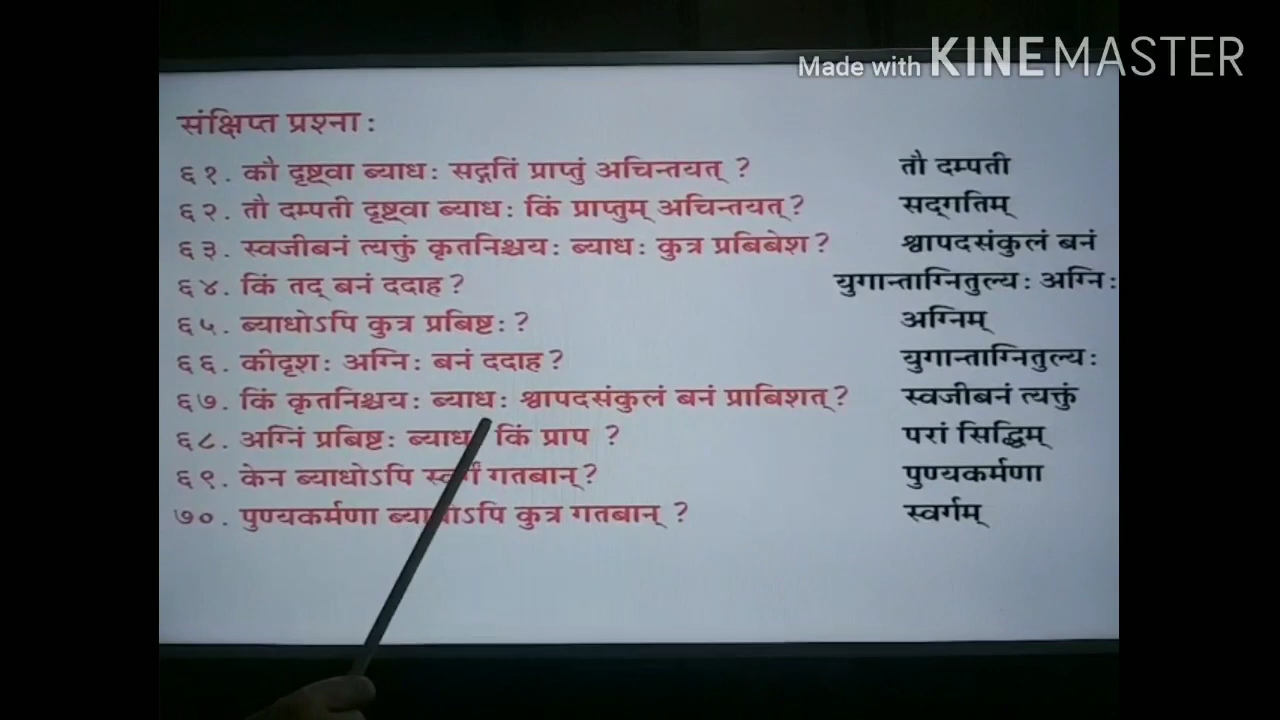 Made with KINEMASTER
संक्षिप्त प्रश्ना :
६१. कौ दृष्ट्वा ब्याध: सद्गतिं प्राप्तुं अचिन्तयत् ? तौ दम्पती
६२. तौ दम्पती दृष्ट्वा ब्याध: किं प्राप्तुम् अचिन्तयत्? सद्‌गतिम्
६३. स्वजीबनं त्यक्तुं कृतनिश्चय: ब्याध: कुत्र प्रबिबेश? श्वापदसंकुलं बनं
६४. किं तद् बनं ददाह? युगान्ताग्नितुल्य: अग्नि:
६५. ब्याधोऽपि कुत्र प्रबिष्ट: ? अग्निम्
६६. कीदृश: अग्नि: बनं ददाह? युगान्ताग्नितुल्य:
६७. किं कृतनिश्चय: ब्याध: श्वापदसंकुलं बनं प्राबिशत्? स्वजीबनं त्यक्तुं
६८. अग्निं प्रबिष्ट: ब्याध किं प्राप ? परां सिद्धिम्
६९. केन ब्याधोऽपि स्वर्गं गतबान्? पुण्यकर्मणा
७०. पुण्यकर्मणा ब्याधोऽपि कुत्र गतबान् ? स्वर्गम्